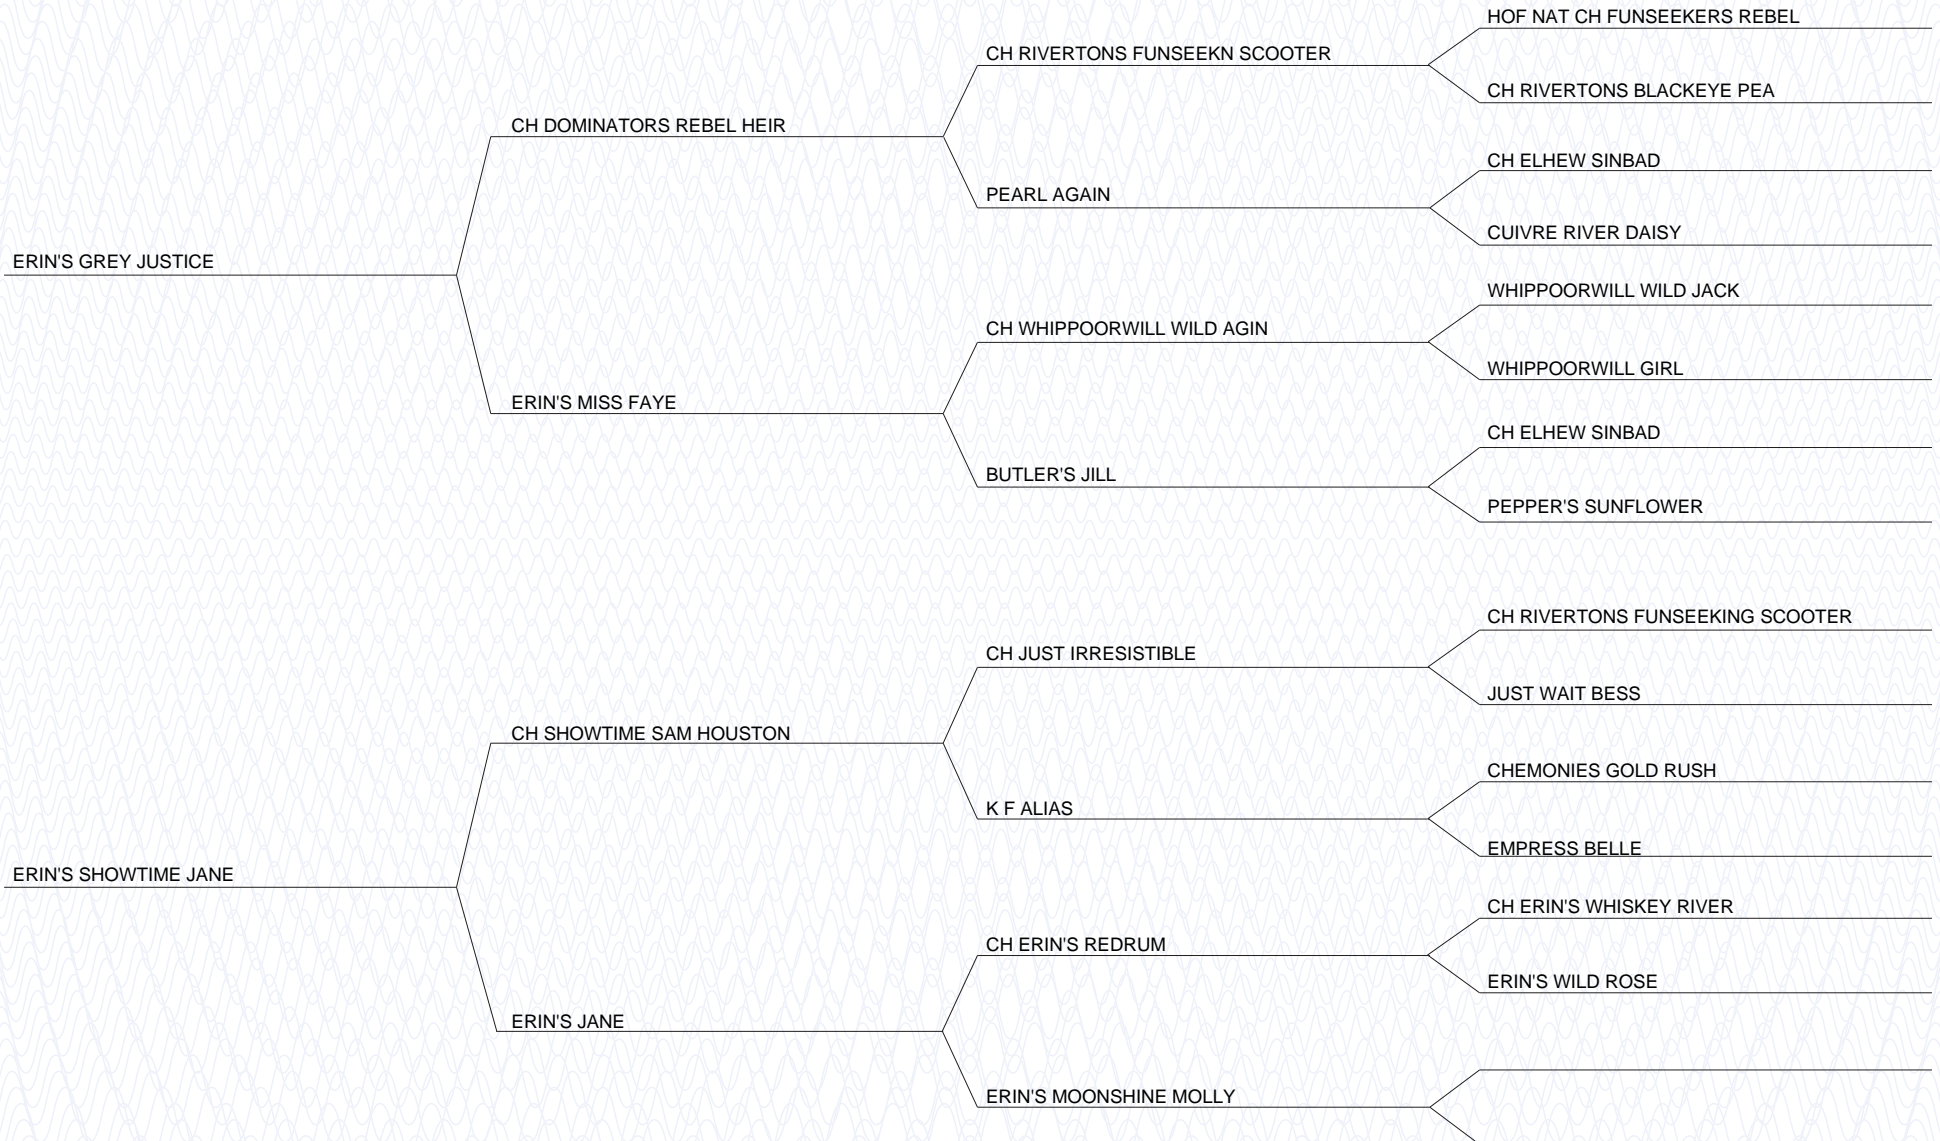 HOF NAT CH FUNSEEKERS REBEL
CH RIVERTONS FUNSEEKN SCOOTER
CH RIVERTONS BLACKEYE PEA
CH DOMINATORS REBEL HEIR
CH ELHEW SINBAD
PEARL AGAIN
CUIVRE RIVER DAISY
ERIN'S GREY JUSTICE
WHIPPOORWILL WILD JACK
CH WHIPPOORWILL WILD AGIN
WHIPPOORWILL GIRL
ERIN'S MISS FAYE
CH ELHEW SINBAD
BUTLER'S JILL
PEPPER'S SUNFLOWER
CH RIVERTONS FUNSEEKING SCOOTER
CH JUST IRRESISTIBLE
JUST WAIT BESS
CH SHOWTIME SAM HOUSTON
CHEMONIES GOLD RUSH
K F ALIAS
EMPRESS BELLE
ERIN'S SHOWTIME JANE
CH ERIN'S WHISKEY RIVER
CH ERIN'S REDRUM
ERIN'S WILD ROSE
ERIN'S JANE
ERIN'S MOONSHINE MOLLY